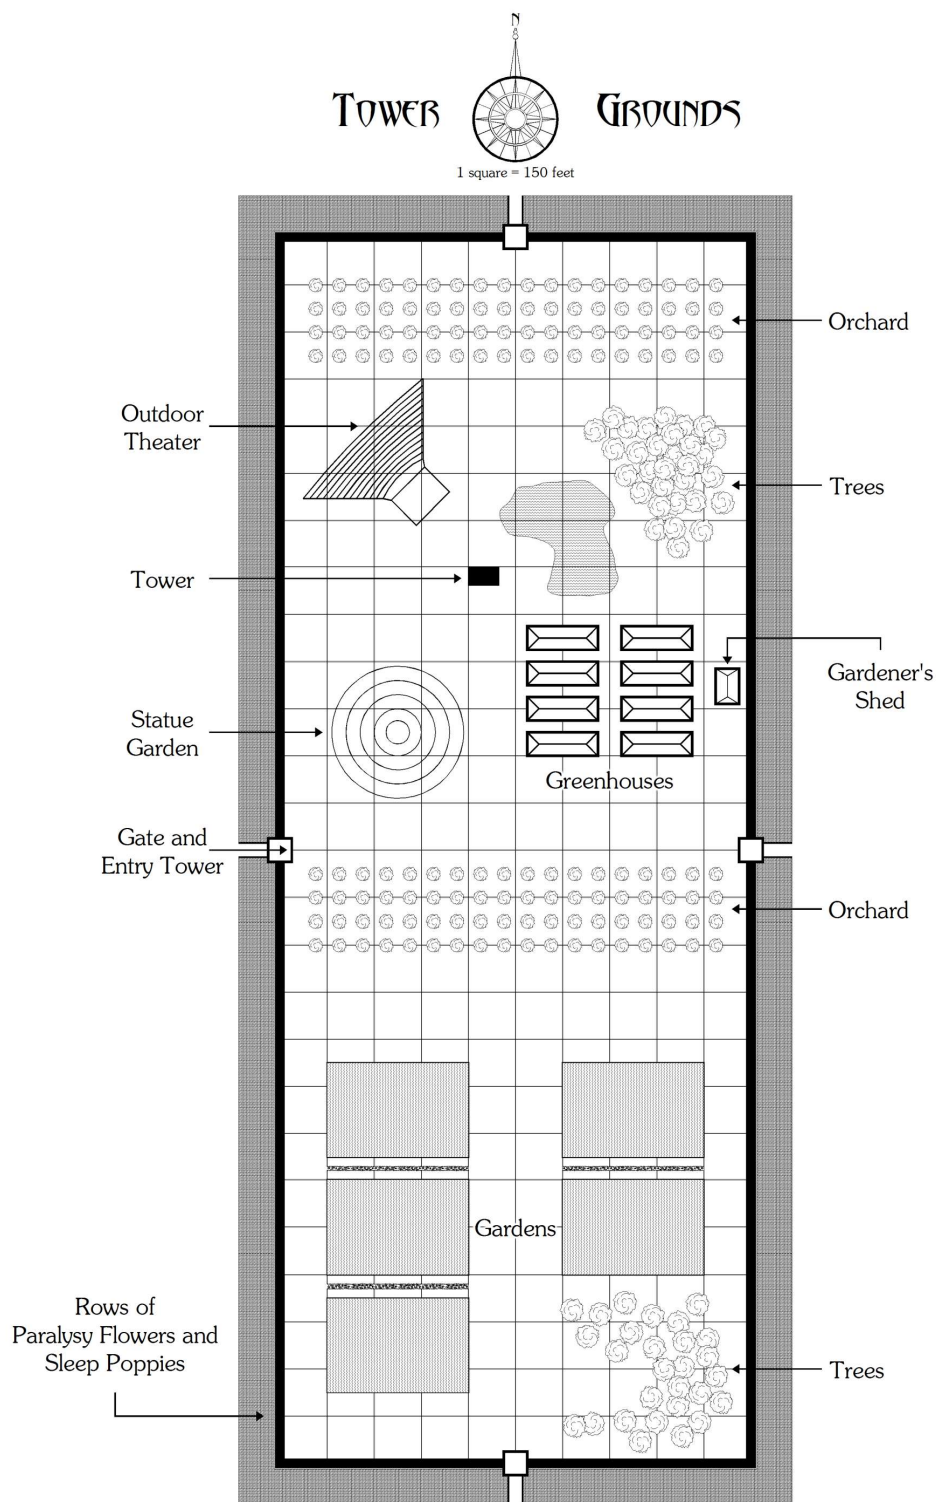 N
Tower Grounds
1 square = 150 feet
Orchard
Outdoor
Theater
Trees
Tower
Gardener's
Shed
Statue
Garden
Greenhouses
Gate and
Entry Tower
Orchard
Gardens
Rows of
Paralysy Flowers and
Sleep Poppies
Trees